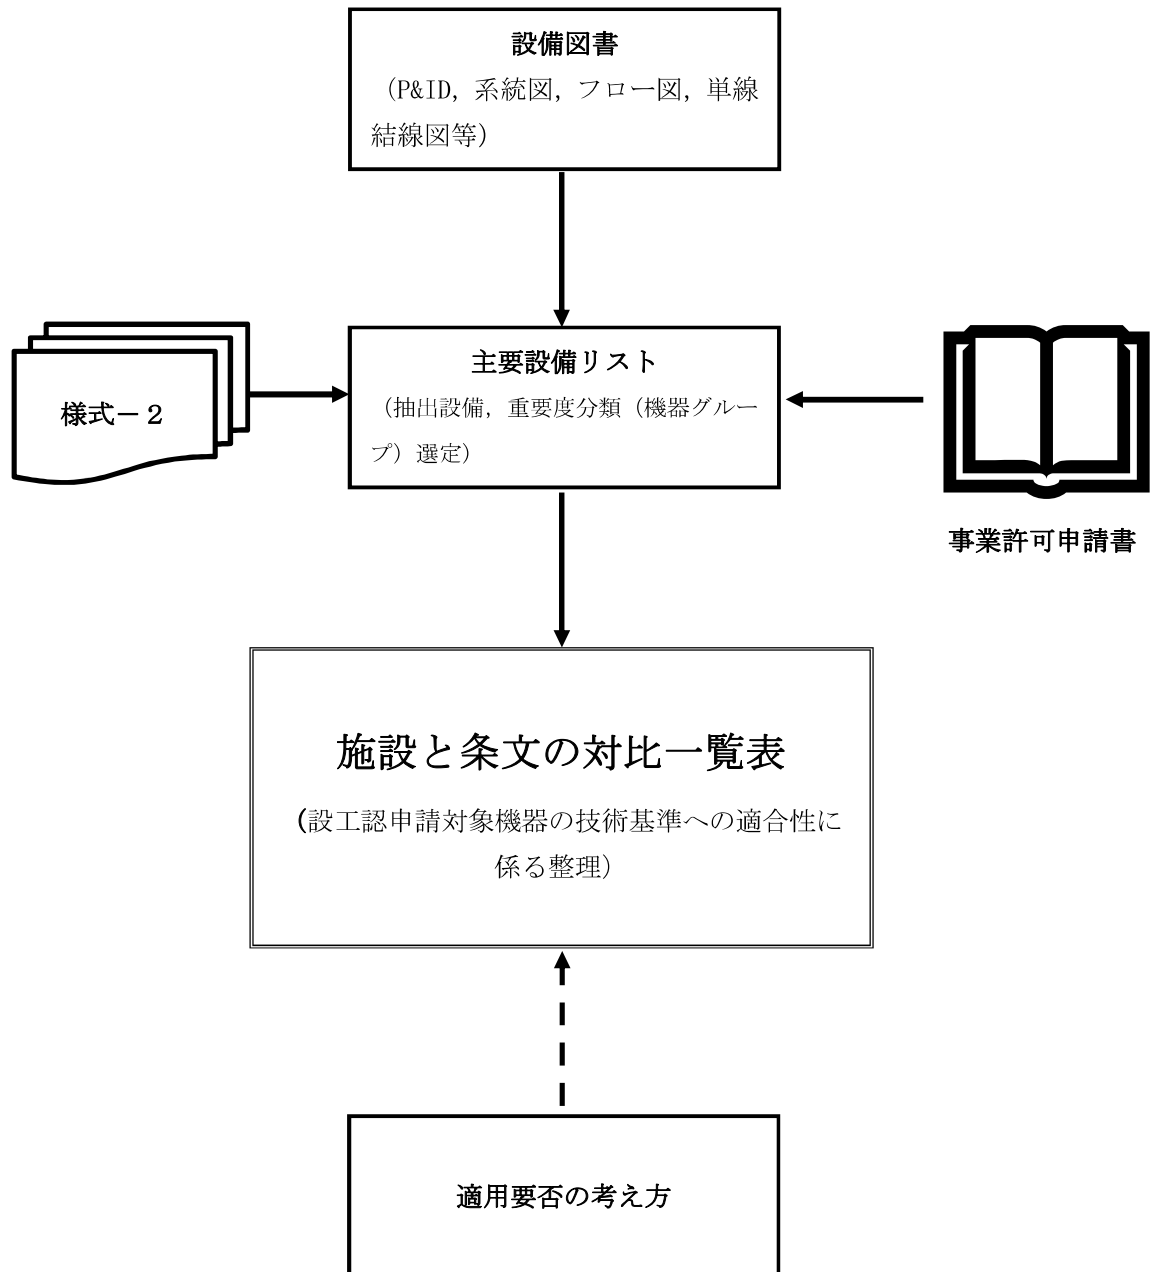 設備図書
（P&ID，系統図，フロー図，単線
結線図等）
主要設備リスト
（抽出設備，重要度分類（機器グルー
プ）選定）
様式－２
事業許可申請書
施設と条文の対比一覧表
(設工認申請対象機器の技術基準への適合性に
係る整理）
適用要否の考え方